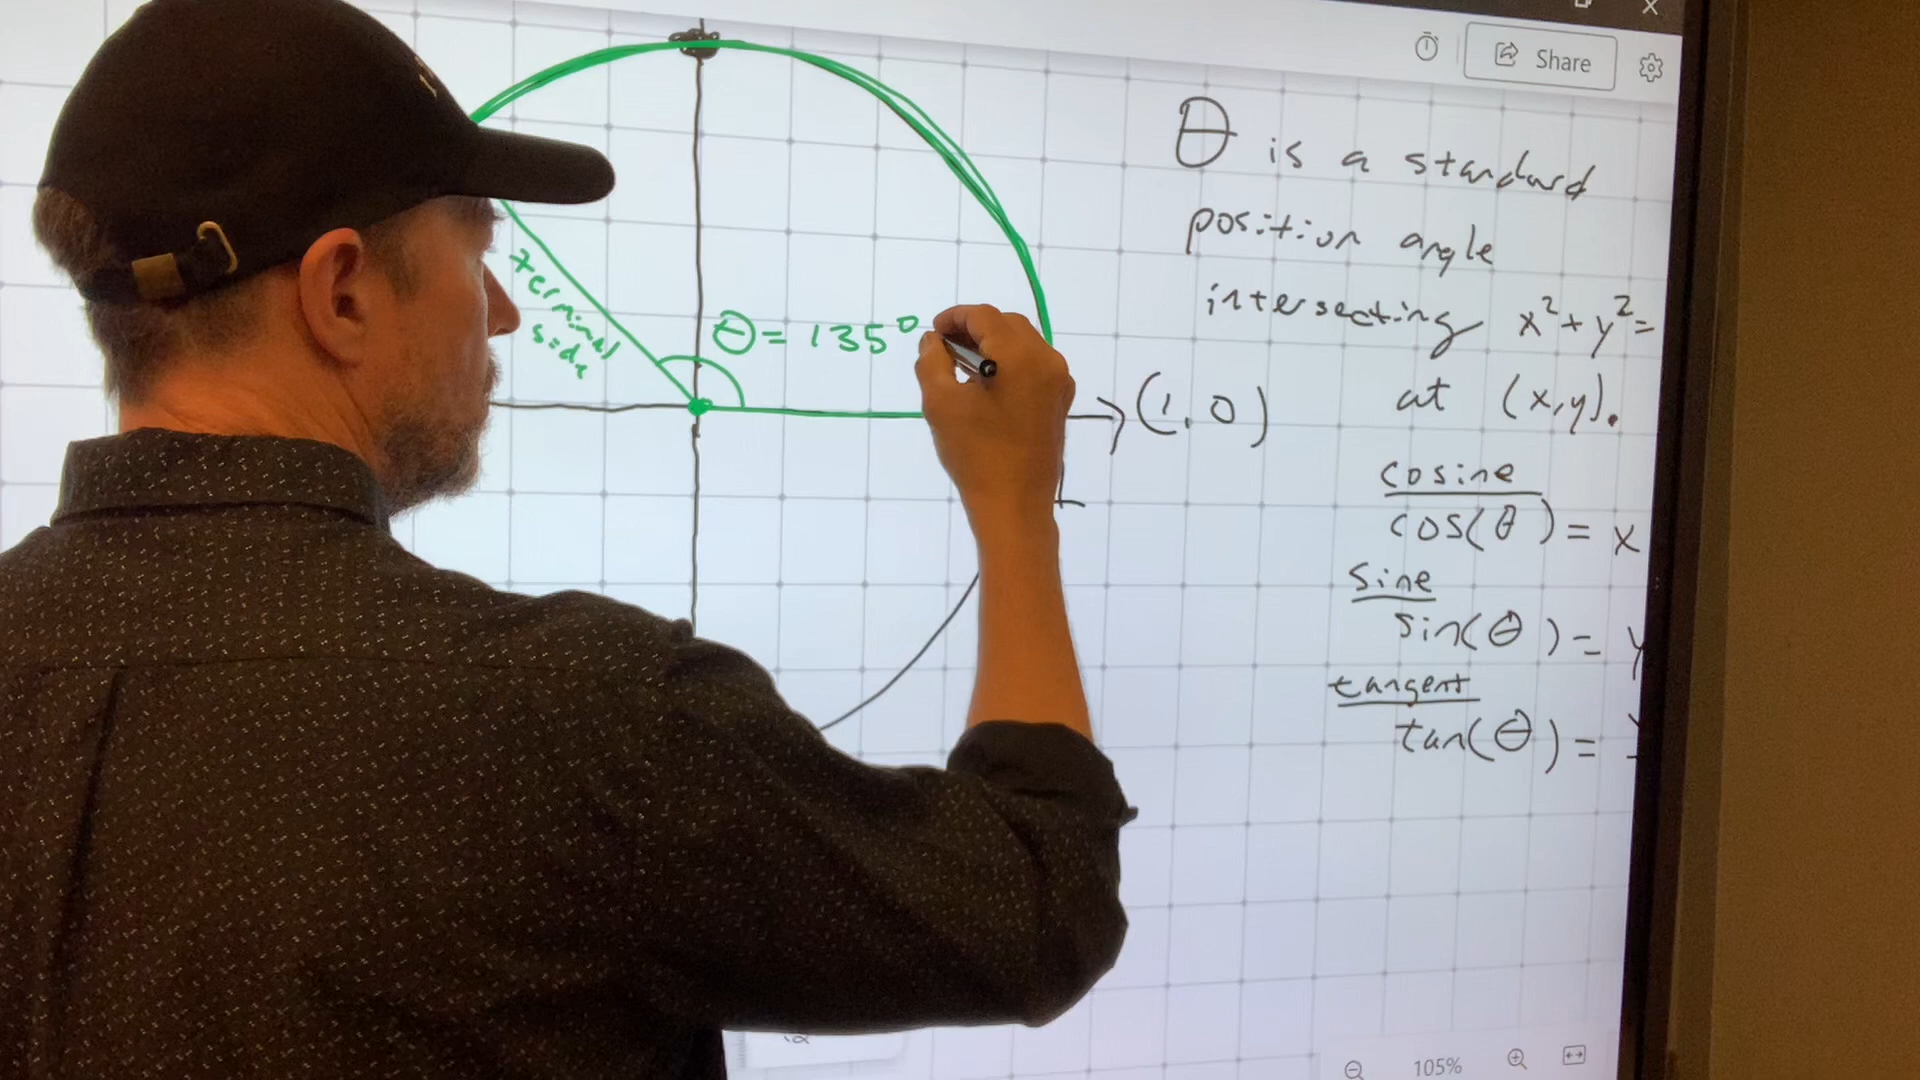 Share
θ is a standard
position angle
intersecting x²+y²=
at (x,y).
cosine
cos(θ)= x
sine
sin(θ)= y
tangent
tan(θ)=
terminal
side
θ= 135°
(1,0)
105%